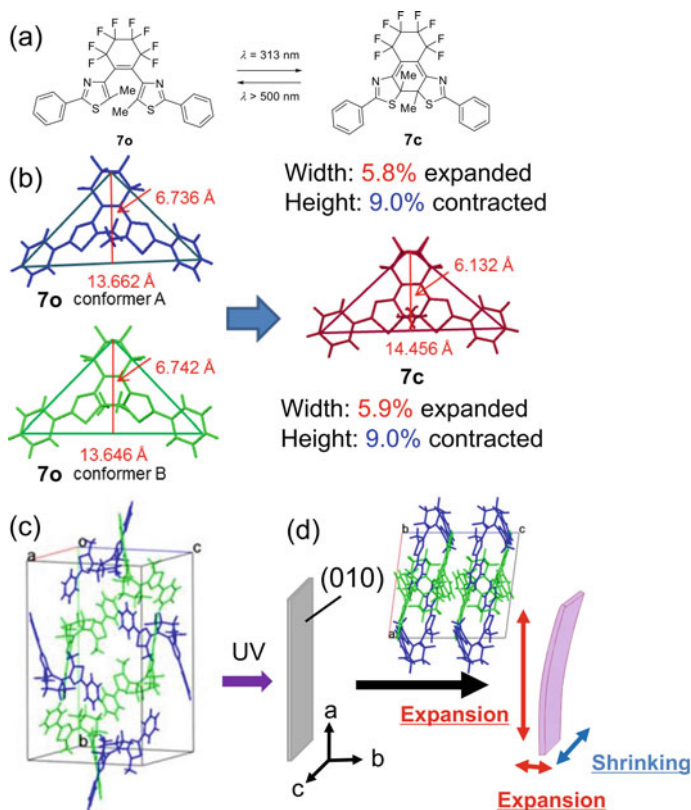 (a)
F F F F
F F F F
N Me N
S Me S
7o
λ = 313 nm
λ > 500 nm
F F F F
F F F F
N Me N
S Me S
7c
(b)
6.736 Å
13.662 Å
7o conformer A
6.742 Å
13.646 Å
7o conformer B
Width: 5.8% expanded
Height: 9.0% contracted
6.132 Å
14.456 Å
7c
Width: 5.9% expanded
Height: 9.0% contracted
(c)
a o c
b
UV
(d)
(010)
a
b
c
b c
a
Expansion
Shrinking
Expansion